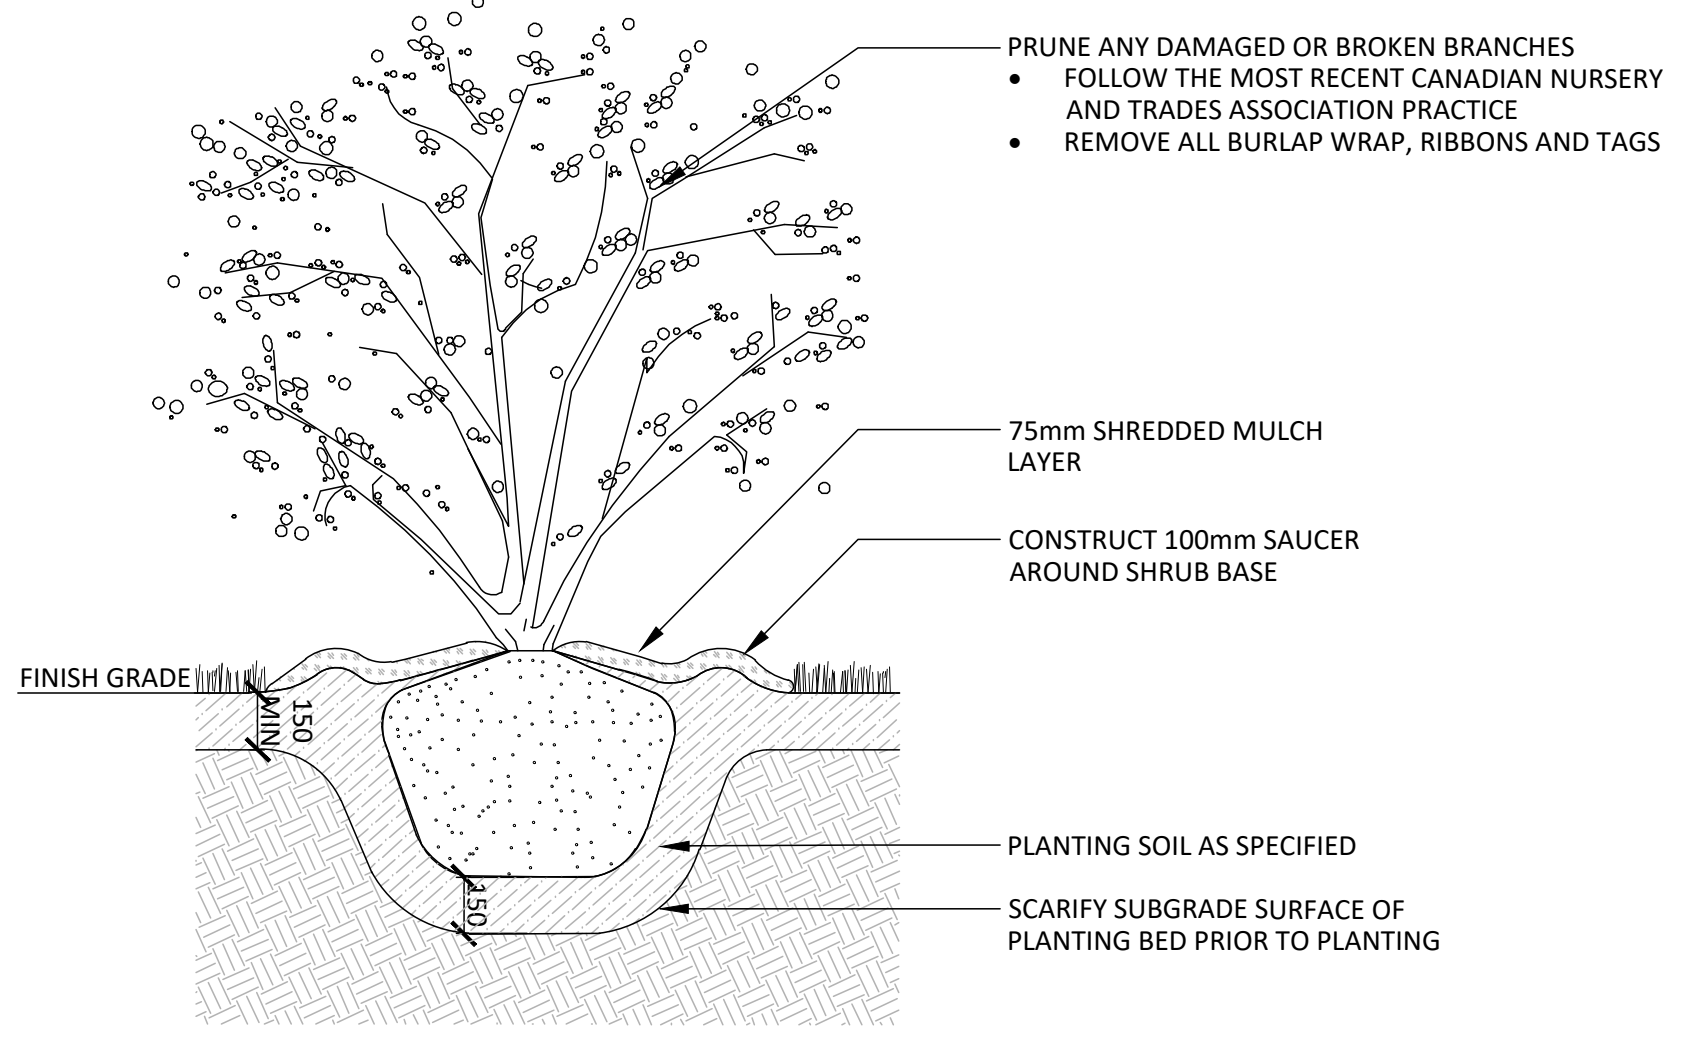 PRUNE ANY DAMAGED OR BROKEN BRANCHES
• FOLLOW THE MOST RECENT CANADIAN NURSERY
AND TRADES ASSOCIATION PRACTICE
• REMOVE ALL BURLAP WRAP, RIBBONS AND TAGS
75mm SHREDDED MULCH
LAYER
CONSTRUCT 100mm SAUCER
AROUND SHRUB BASE
FINISH GRADE
150
MIN
PLANTING SOIL AS SPECIFIED
150
SCARIFY SUBGRADE SURFACE OF
PLANTING BED PRIOR TO PLANTING